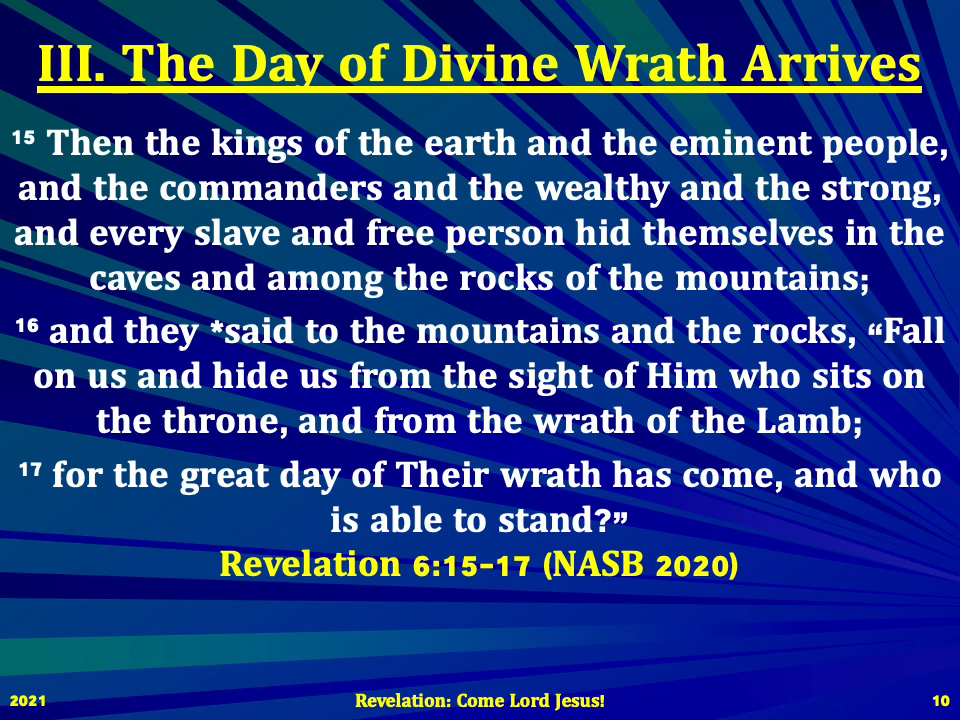 III. The Day of Divine Wrath Arrives
15 Then the kings of the earth and the eminent people,
and the commanders and the wealthy and the strong,
and every slave and free person hid themselves in the
caves and among the rocks of the mountains;
16 and they *said to the mountains and the rocks, “Fall
on us and hide us from the sight of Him who sits on
the throne, and from the wrath of the Lamb;
17 for the great day of Their wrath has come, and who
is able to stand?”
Revelation 6:15–17 (NASB 2020)
2021
Revelation: Come Lord Jesus!
10